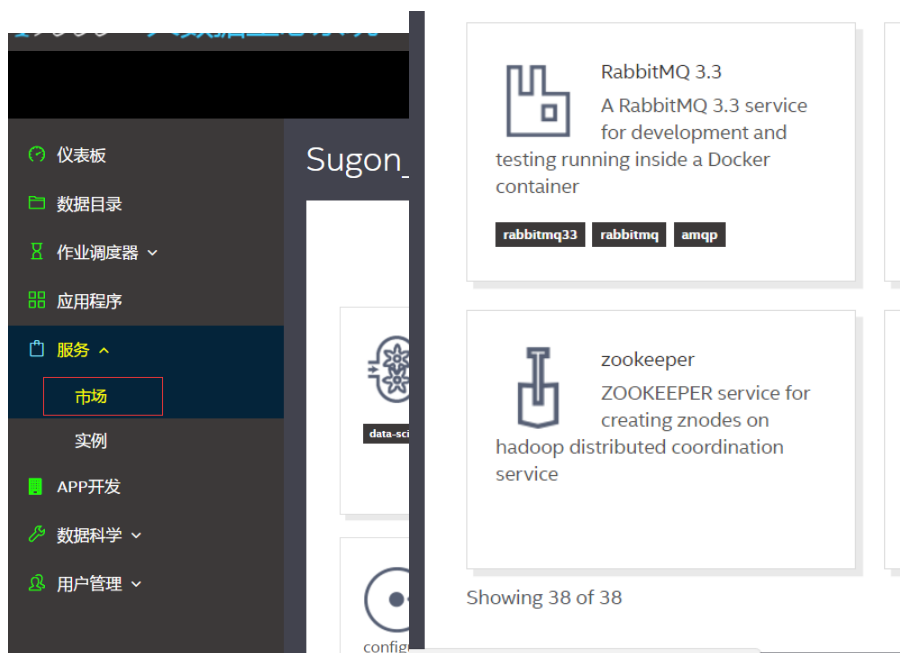 仪表板
数据目录
作业调度器
应用程序
服务
市场
实例
APP开发
数据科学
用户管理
Sugon_
data-sci
config
RabbitMQ 3.3
A RabbitMQ 3.3 service
for development and
testing running inside a Docker
container
rabbitmq33 rabbitmq amqp
zookeeper
ZOOKEEPER service for
creating znodes on
hadoop distributed coordination
service
Showing 38 of 38